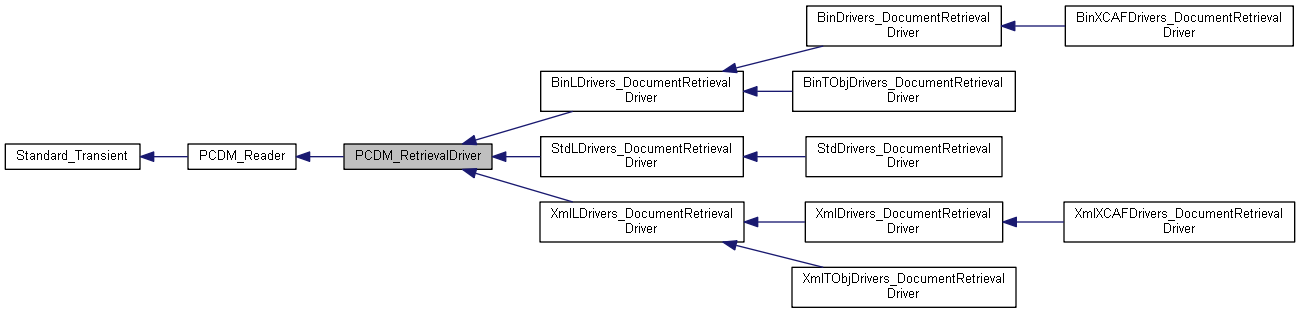 BinDrivers_DocumentRetrieval
Driver
BinXCAFDrivers_DocumentRetrieval
Driver
BinLDrivers_DocumentRetrieval
Driver
BinTObjDrivers_DocumentRetrieval
Driver
Standard_Transient
PCDM_Reader
PCDM_RetrievalDriver
StdLDrivers_DocumentRetrieval
Driver
StdDrivers_DocumentRetrieval
Driver
XmlLDrivers_DocumentRetrieval
Driver
XmlDrivers_DocumentRetrieval
Driver
XmlXCAFDrivers_DocumentRetrieval
Driver
XmlTObjDrivers_DocumentRetrieval
Driver